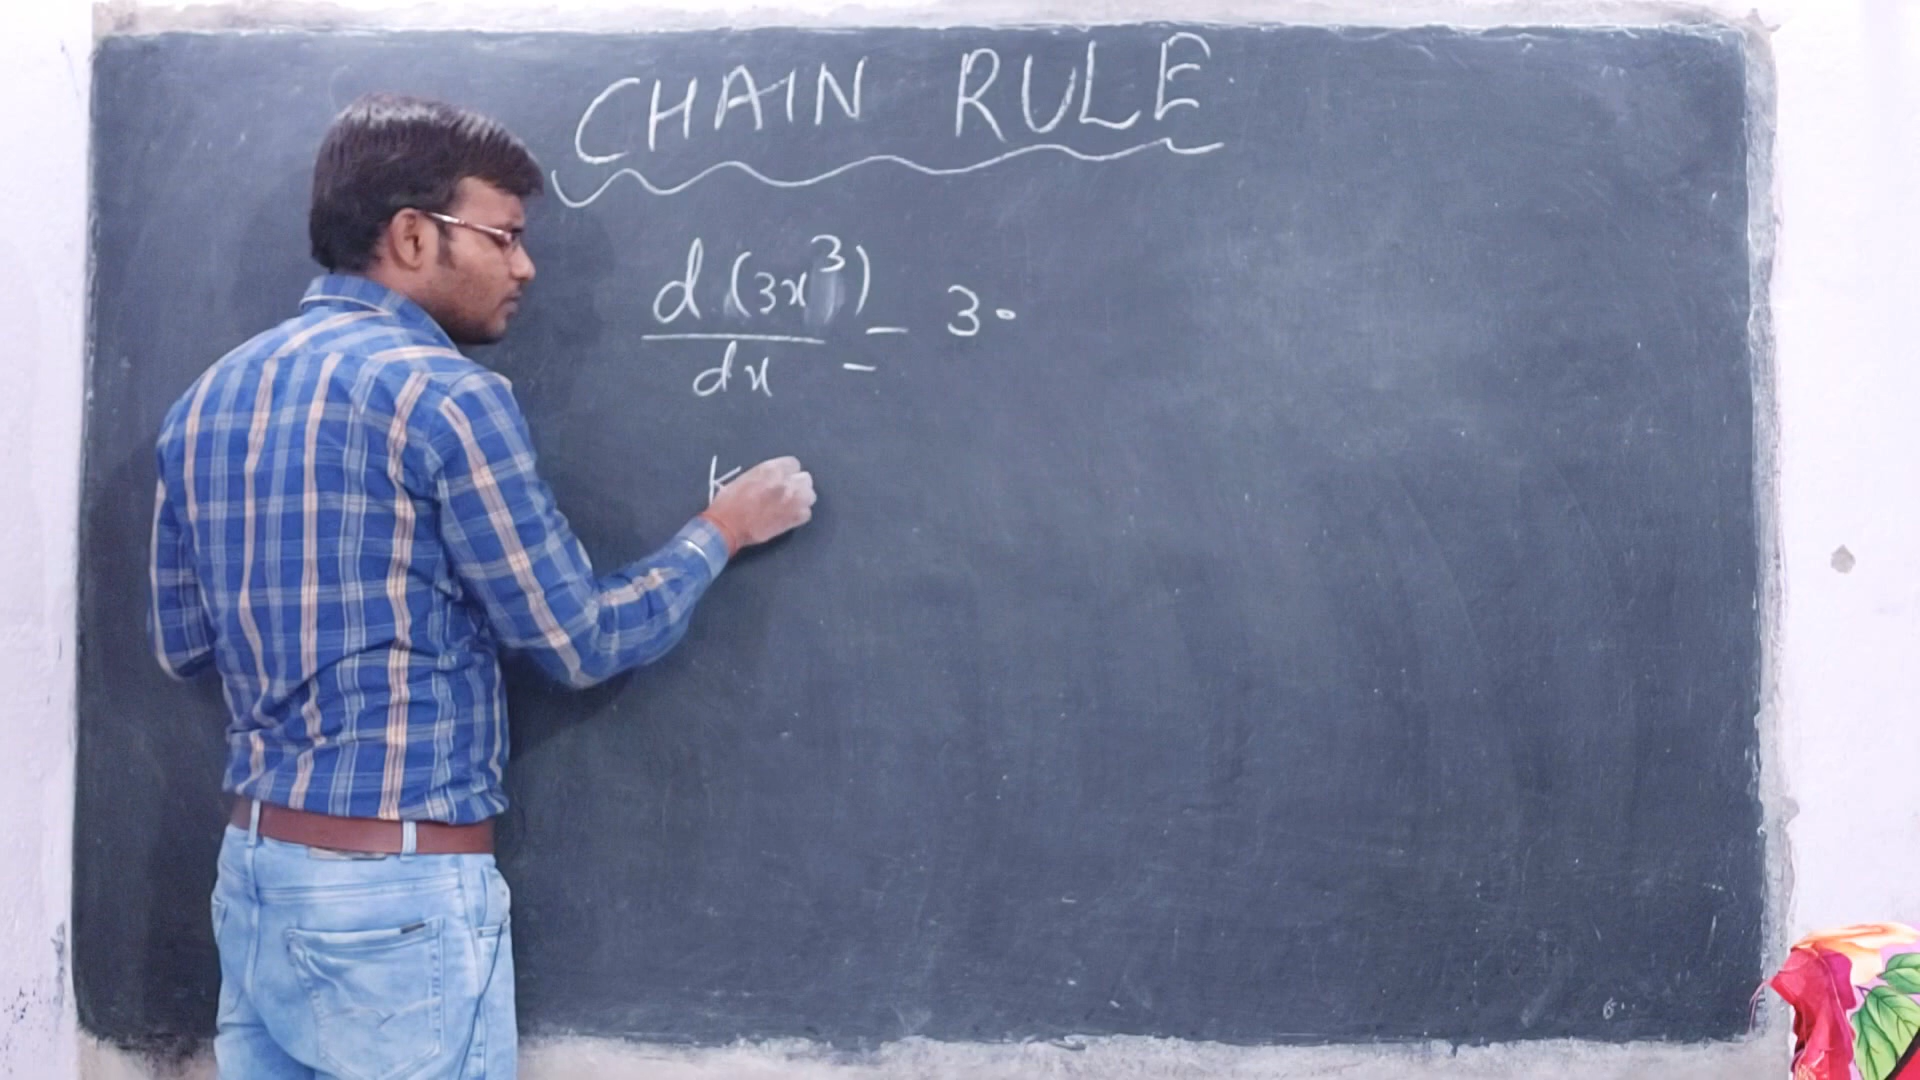 CHAIN RULE
d (3x³) / dx = 3·
K